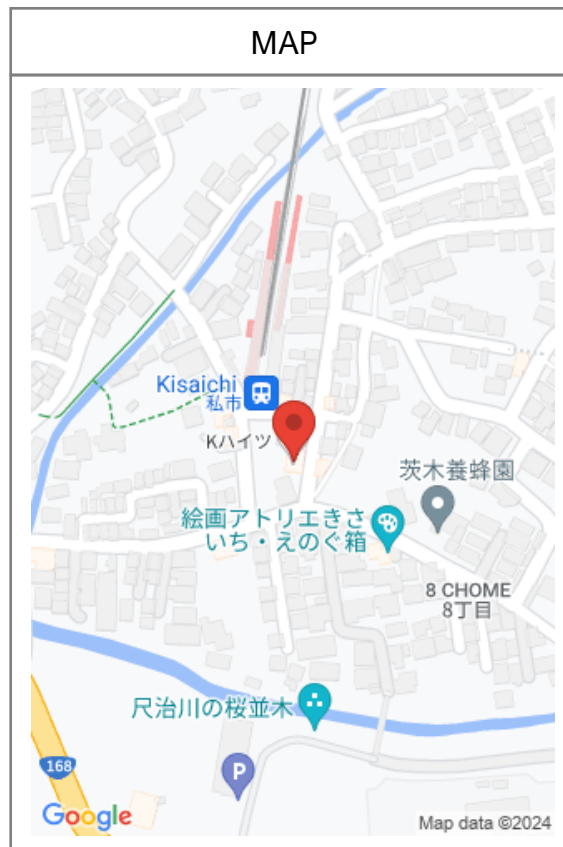 MAP
Kisaichi
私市
Kハイツ
茨木養蜂園
絵画アトリエきさ
いち・えのぐ箱
8 CHOME
8丁目
尺治川の桜並木
P
168
Google
Map data ©2024